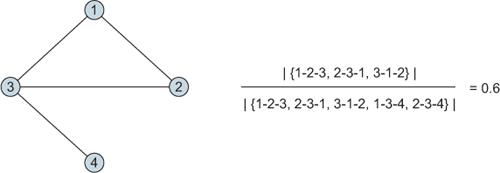 1
| {1-2-3, 2-3-1, 3-1-2} |
3
2
= 0.6
| {1-2-3, 2-3-1, 3-1-2, 1-3-4, 2-3-4} |
4